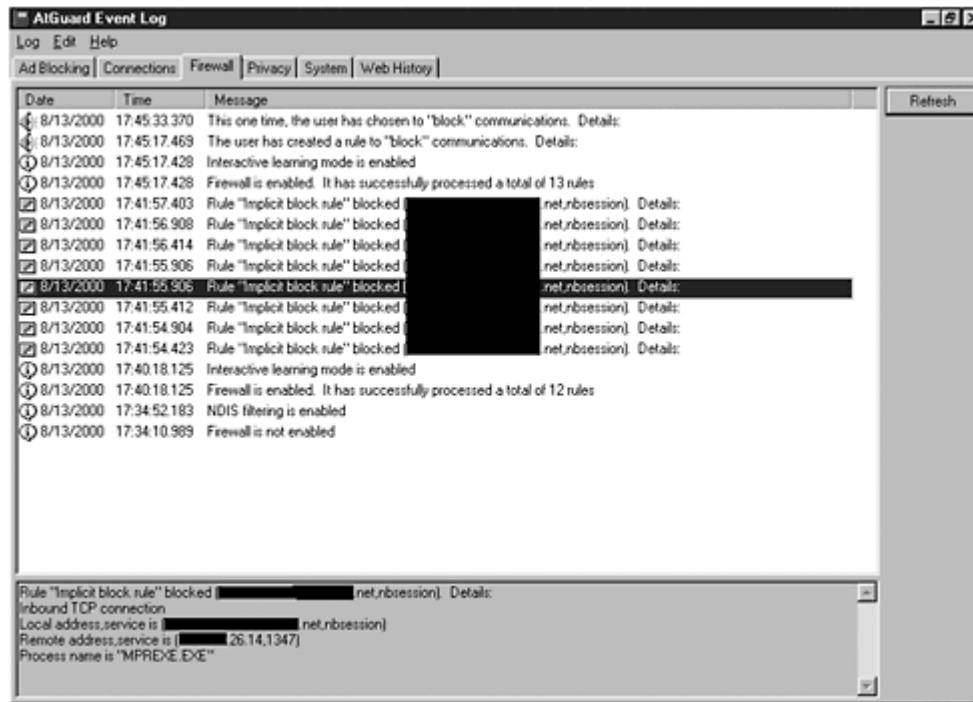 AtGuard Event Log
Log Edit Help
Ad Blocking Connections Firewall Privacy System Web History
Date Time Message
Refresh
8/13/2000 17:45:33.370 This one time, the user has chosen to "block" communications. Details:
8/13/2000 17:45:17.469 The user has created a rule to "block" communications. Details:
8/13/2000 17:45:17.428 Interactive learning mode is enabled
8/13/2000 17:45:17.428 Firewall is enabled. It has successfully processed a total of 13 rules
8/13/2000 17:41:57.403 Rule "Implicit block rule" blocked ( .net,nbsession). Details:
8/13/2000 17:41:56.908 Rule "Implicit block rule" blocked ( .net,nbsession). Details:
8/13/2000 17:41:56.414 Rule "Implicit block rule" blocked ( .net,nbsession). Details:
8/13/2000 17:41:55.906 Rule "Implicit block rule" blocked ( .net,nbsession). Details:
8/13/2000 17:41:55.906 Rule "Implicit block rule" blocked ( .net,nbsession). Details:
8/13/2000 17:41:55.412 Rule "Implicit block rule" blocked ( .net,nbsession). Details:
8/13/2000 17:41:54.904 Rule "Implicit block rule" blocked ( .net,nbsession). Details:
8/13/2000 17:41:54.423 Rule "Implicit block rule" blocked ( .net,nbsession). Details:
8/13/2000 17:40:18.125 Interactive learning mode is enabled
8/13/2000 17:40:18.125 Firewall is enabled. It has successfully processed a total of 12 rules
8/13/2000 17:34:52.183 NDIS filtering is enabled
8/13/2000 17:34:10.989 Firewall is not enabled
Rule "Implicit block rule" blocked ( .net,nbsession). Details:
Inbound TCP connection
Local address,service is ( .net,nbsession)
Remote address,service is ( .26.14,1347)
Process name is "MPREXE.EXE"